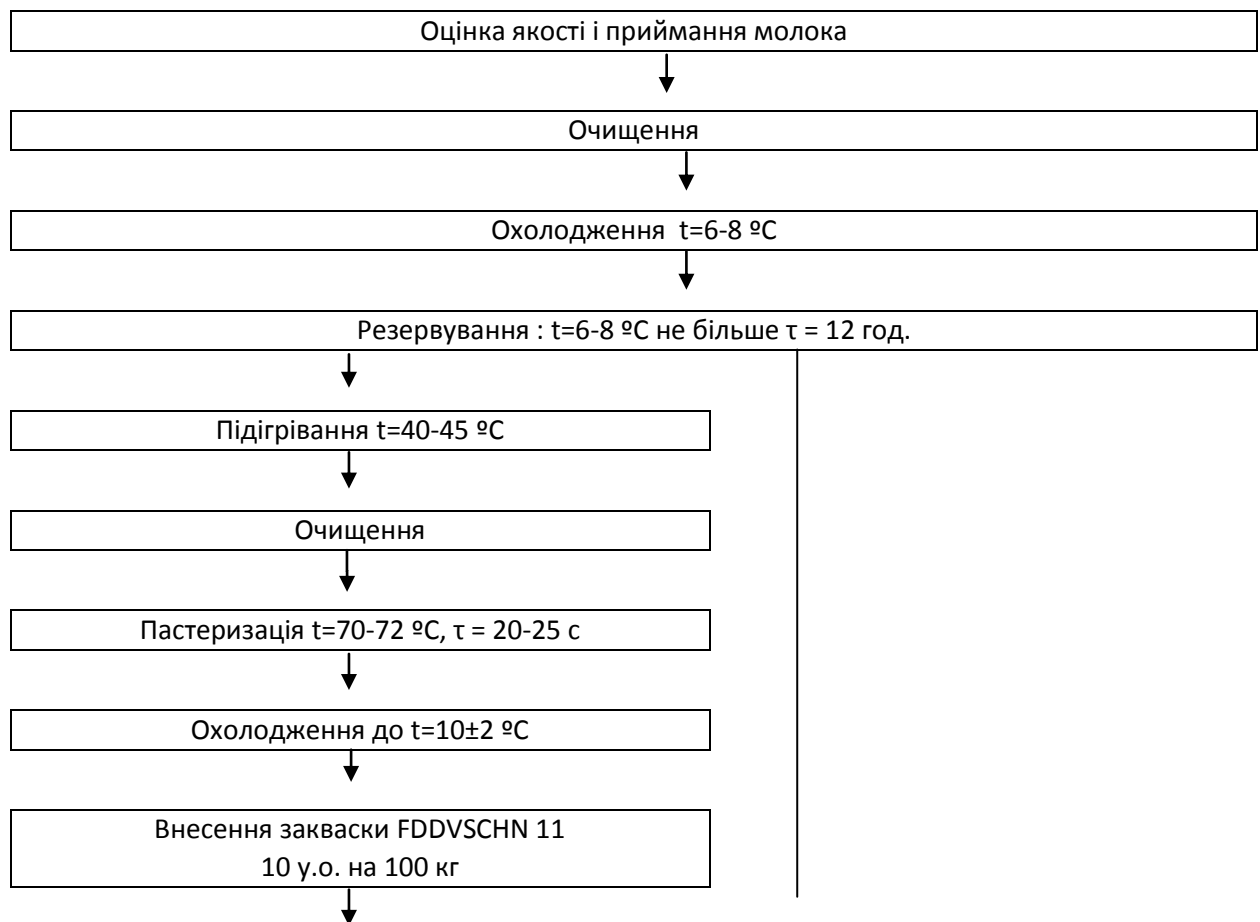 Оцінка якості і приймання молока
Очищення
Охолодження t=6-8 ºС
Резервування : t=6-8 ºС не більше τ = 12 год.
Підігрівання t=40-45 ºС
Очищення
Пастеризація t=70-72 ºС, τ = 20-25 с
Охолодження до t=10±2 ºС
Внесення закваски FDDVSCHN 11
10 у.о. на 100 кг